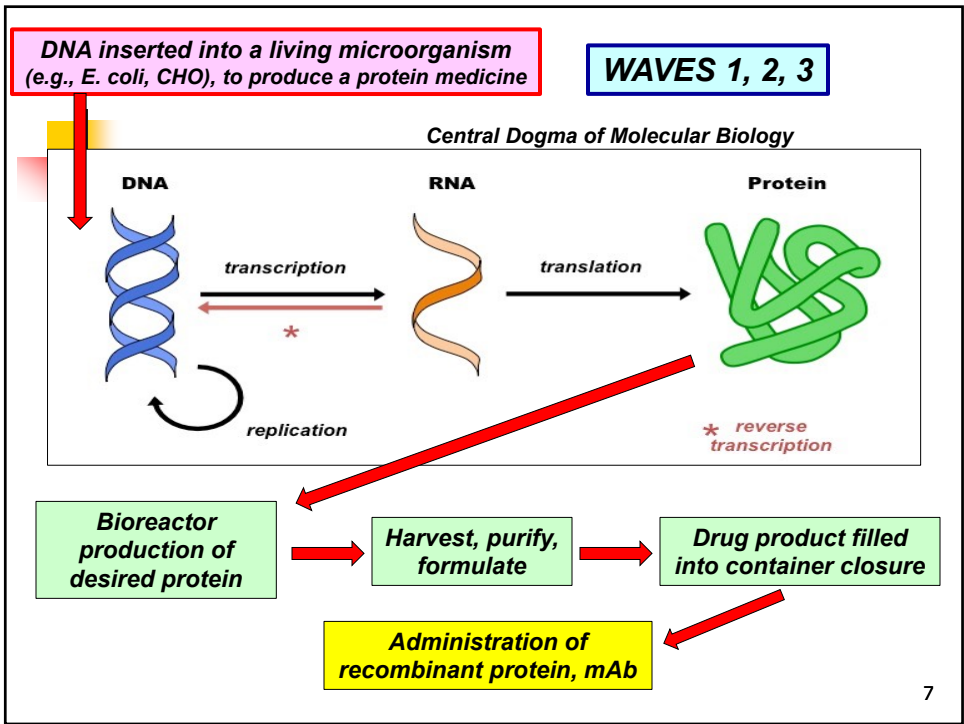 DNA inserted into a living microorganism
(e.g., E. coli, CHO), to produce a protein medicine
WAVES 1, 2, 3
Central Dogma of Molecular Biology
DNA
RNA
Protein
transcription
translation
*
replication
* reverse
transcription
Bioreactor
production of
desired protein
Harvest, purify,
formulate
Drug product filled
into container closure
Administration of
recombinant protein, mAb
7